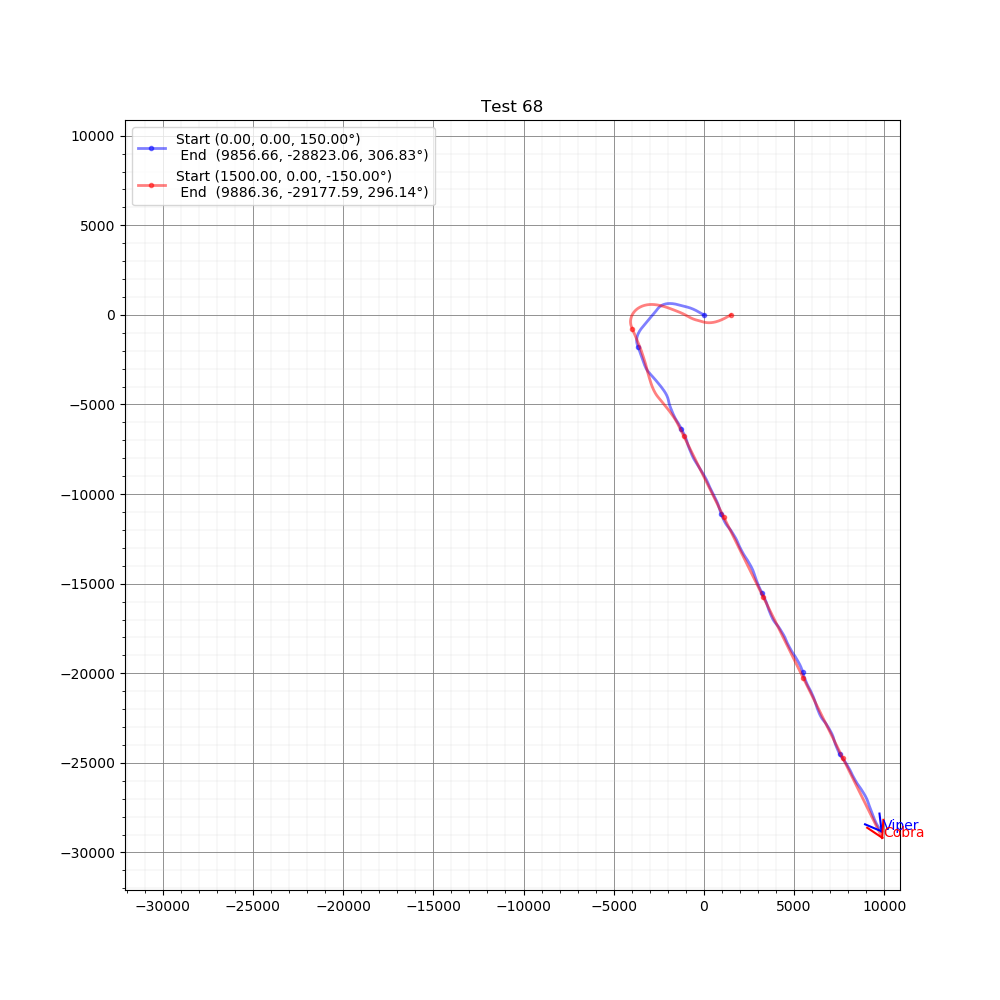 Test 68
Start (0.00, 0.00, 150.00°)
End (9856.66, -28823.06, 306.83°)
Start (1500.00, 0.00, -150.00°)
End (9886.36, -29177.59, 296.14°)
10000
5000
0
−5000
−10000
−15000
−20000
−25000
−30000
Viper
Cobra
−30000 −25000 −20000 −15000 −10000 −5000 0 5000 10000